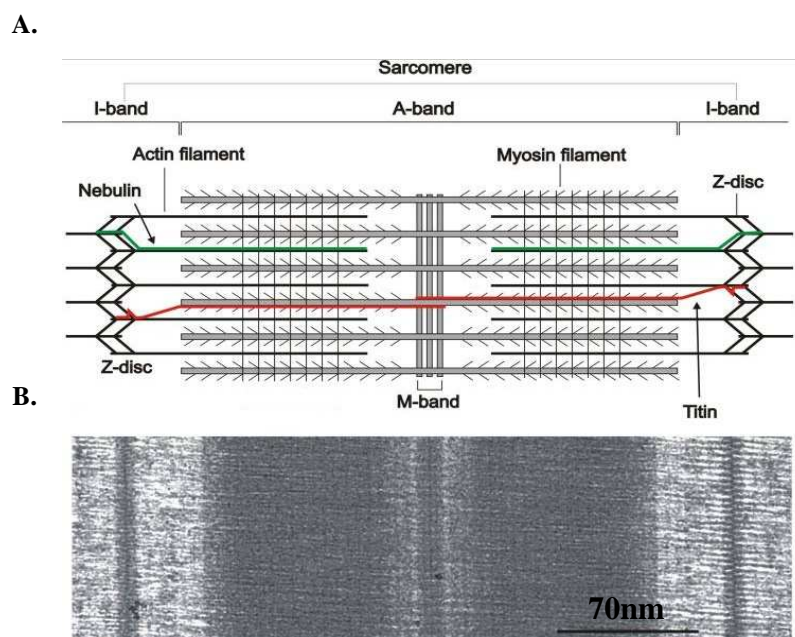 A.
Sarcomere
I-band A-band I-band
Actin filament Myosin filament
Nebulin Z-disc
Z-disc
M-band
Titin
B.
70nm